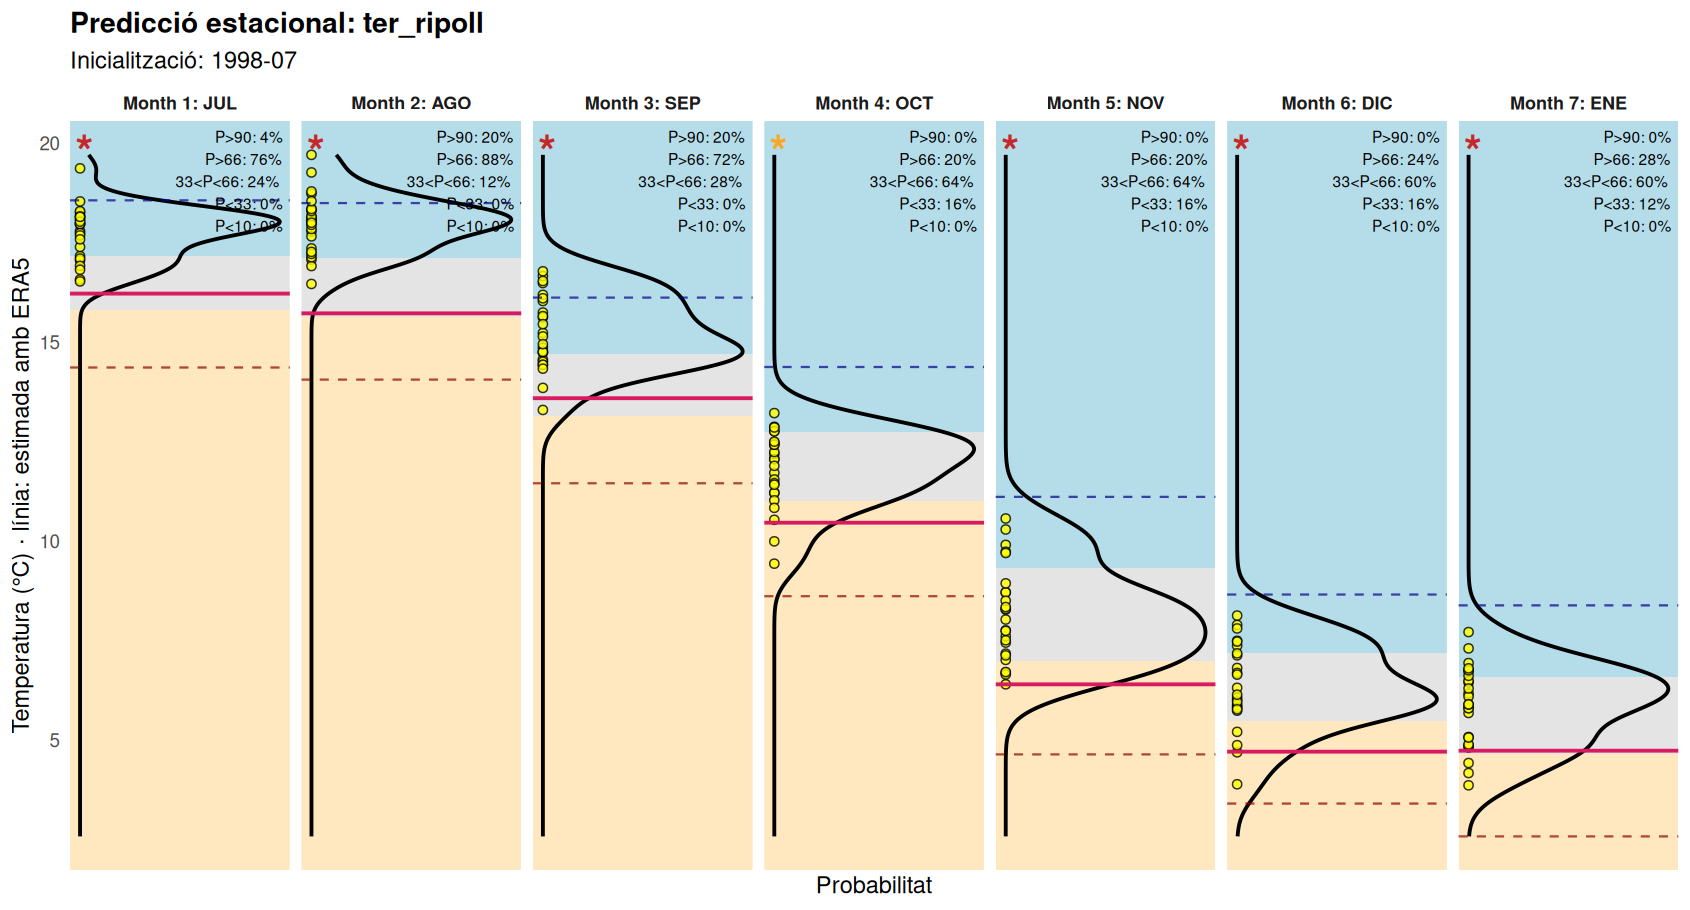 Predicció estacional: ter_ripoll
Inicialització: 1998-07
Month 1: JUL
Month 2: AGO
Month 3: SEP
Month 4: OCT
Month 5: NOV
Month 6: DIC
Month 7: ENE
Temperatura (°C) · línia: estimada amb ERA5
20
15
10
5
*
P>90: 4%
P>66: 76%
33<P<66: 24%
P<33: 0%
P<10: 0%
*
P>90: 20%
P>66: 88%
33<P<66: 12%
P<33: 0%
P<10: 0%
*
P>90: 20%
P>66: 72%
33<P<66: 28%
P<33: 0%
P<10: 0%
*
P>90: 0%
P>66: 20%
33<P<66: 64%
P<33: 16%
P<10: 0%
*
P>90: 0%
P>66: 20%
33<P<66: 64%
P<33: 16%
P<10: 0%
*
P>90: 0%
P>66: 24%
33<P<66: 60%
P<33: 16%
P<10: 0%
*
P>90: 0%
P>66: 28%
33<P<66: 60%
P<33: 12%
P<10: 0%
Probabilitat